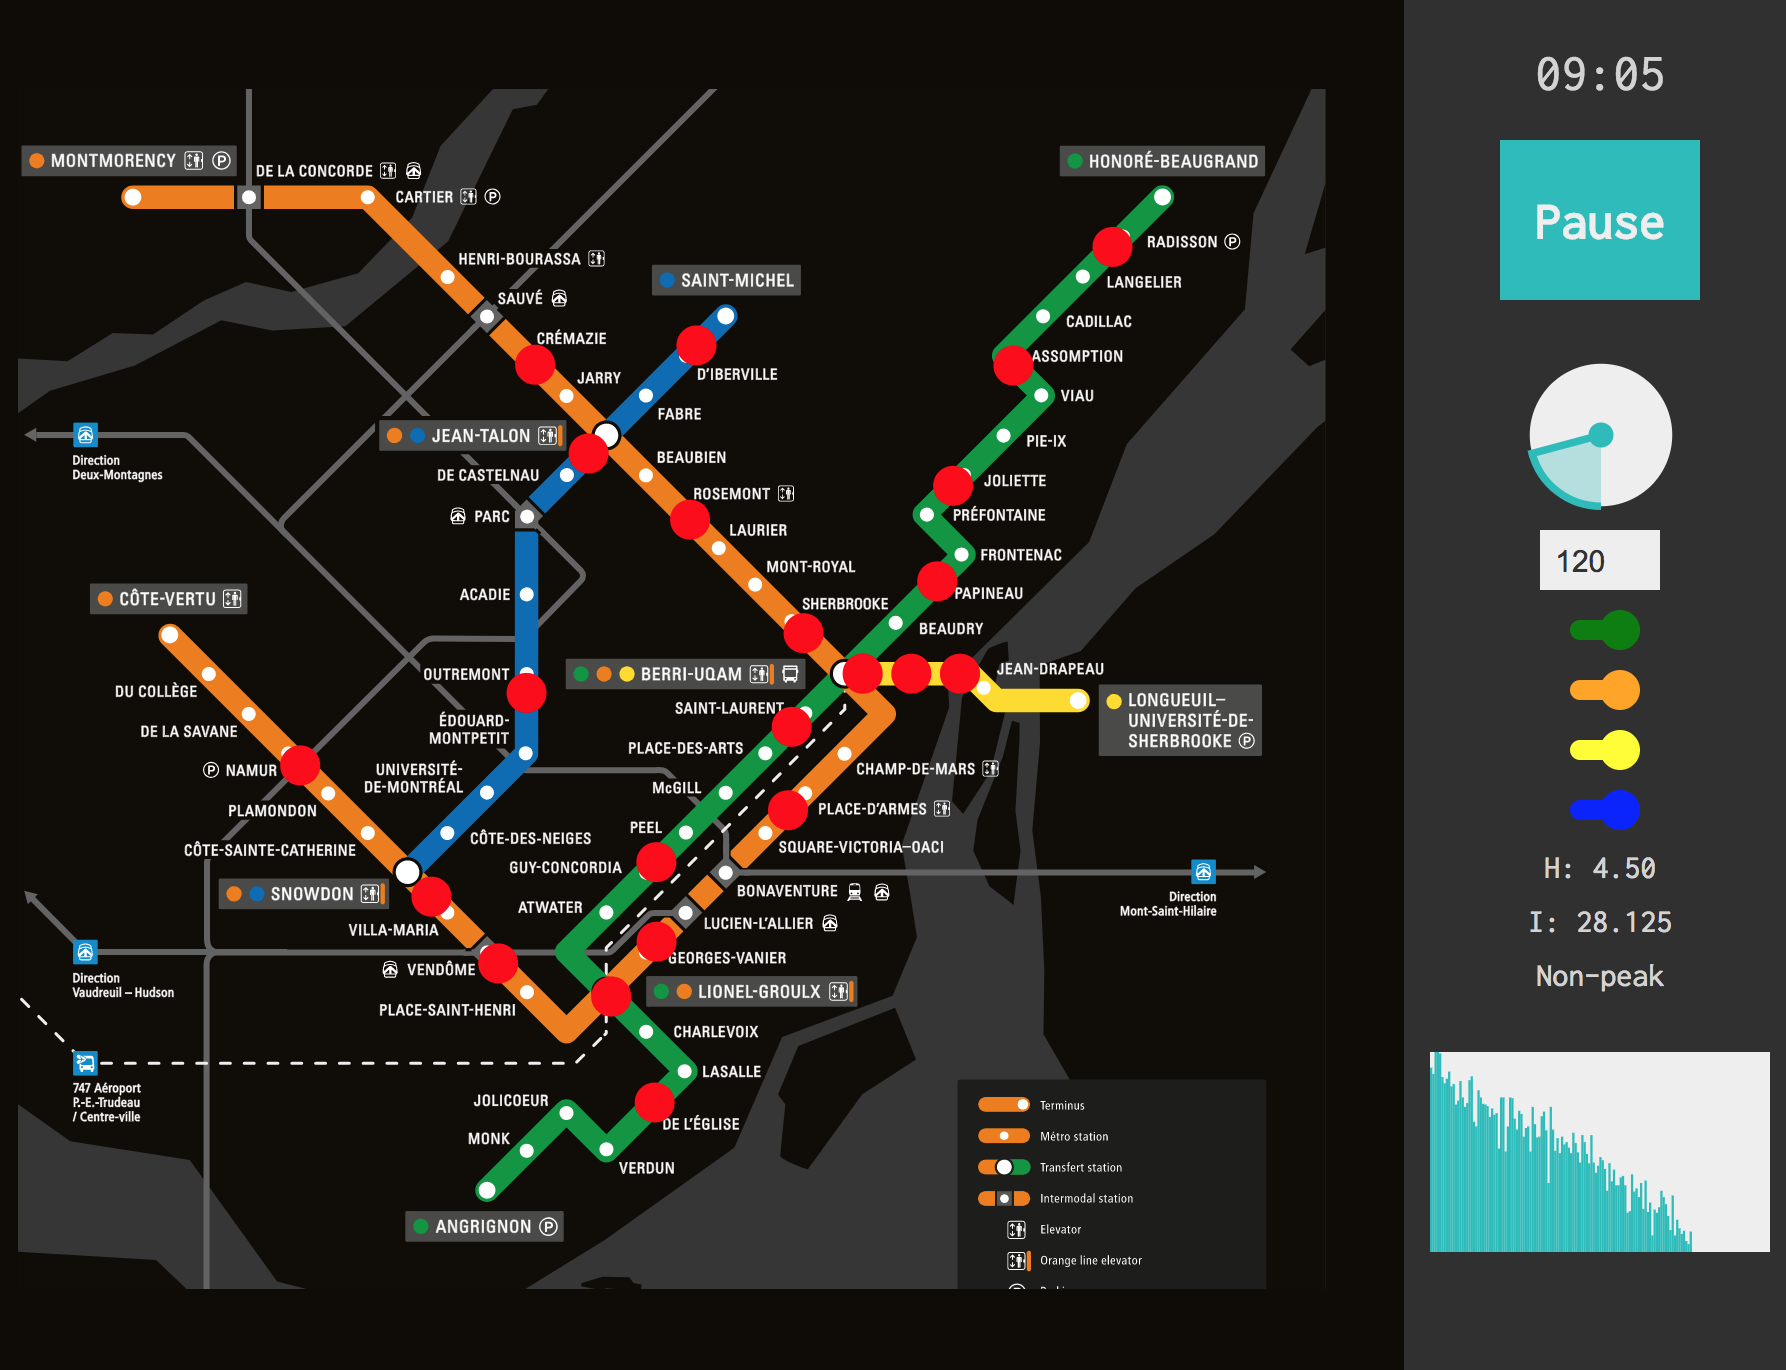 09:05
MONTMORENCY P
DE LA CONCORDE
HONORÉ-BEAUGRAND
CARTIER P
RADISSON P
HENRI-BOURASSA
SAINT-MICHEL
LANGELIER
SAUVÉ
CADILLAC
CRÉMAZIE
ASSOMPTION
JARRY
D'IBERVILLE
VIAU
FABRE
JEAN-TALON
PIE-IX
BEAUBIEN
DE CASTELNAU
JOLIETTE
ROSEMONT
PARC
PRÉFONTAINE
LAURIER
FRONTENAC
MONT-ROYAL
PAPINEAU
ACADIE
CÔTE-VERTU
SHERBROOKE
BEAUDRY
OUTREMONT
BERRI-UQAM
JEAN-DRAPEAU
DU COLLÈGE
LONGUEUIL–
UNIVERSITÉ-DE-
SHERBROOKE P
SAINT-LAURENT
ÉDOUARD-
MONTPETIT
DE LA SAVANE
PLACE-DES-ARTS
P NAMUR
UNIVERSITÉ-
DE-MONTRÉAL
CHAMP-DE-MARS
McGILL
PLAMONDON
PLACE-D'ARMES
PEEL
CÔTE-DES-NEIGES
CÔTE-SAINTE-CATHERINE
SQUARE-VICTORIA–OACI
GUY-CONCORDIA
SNOWDON
BONAVENTURE
ATWATER
LUCIEN-L'ALLIER
VILLA-MARIA
GEORGES-VANIER
VENDÔME
LIONEL-GROULX
PLACE-SAINT-HENRI
CHARLEVOIX
LASALLE
JOLICOEUR
DE L'ÉGLISE
MONK
VERDUN
ANGRIGNON P
Direction
Deux-Montagnes
Direction
Mont-Saint-Hilaire
Direction
Vaudreuil – Hudson
747 Aéroport
P.-E.-Trudeau
/ Centre-ville
Terminus
Métro station
Transfert station
Intermodal station
Elevator
Orange line elevator
Pause
120
H: 4.50
I: 28.125
Non-peak